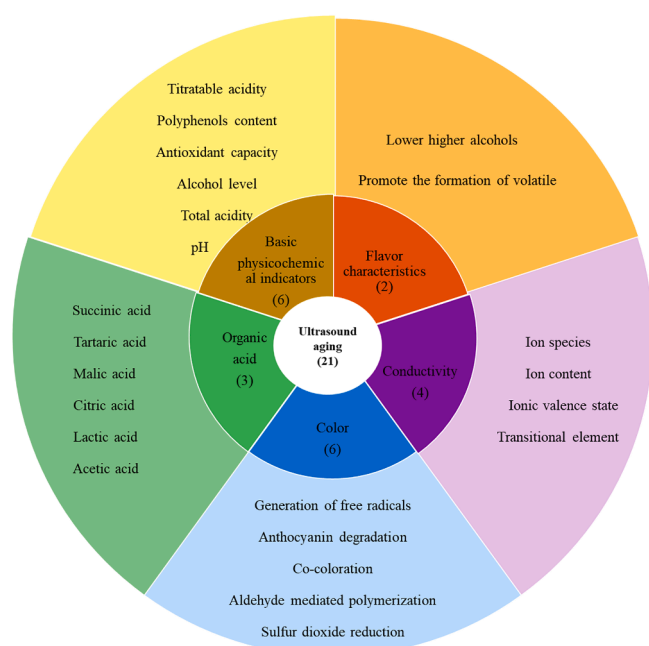 Titratable acidity
Polyphenols content
Antioxidant capacity
Alcohol level
Total acidity
pH
Lower higher alcohols
Promote the formation of volatile
Basic
physicochemic
al indicators
(6)
Flavor
characteristics
(2)
Succinic acid
Tartaric acid
Malic acid
Citric acid
Lactic acid
Acetic acid
Organic
acid
(3)
Ultrasound
aging
(21)
Conductivity
(4)
Ion species
Ion content
Ionic valence state
Transitional element
Color
(6)
Generation of free radicals
Anthocyanin degradation
Co-coloration
Aldehyde mediated polymerization
Sulfur dioxide reduction